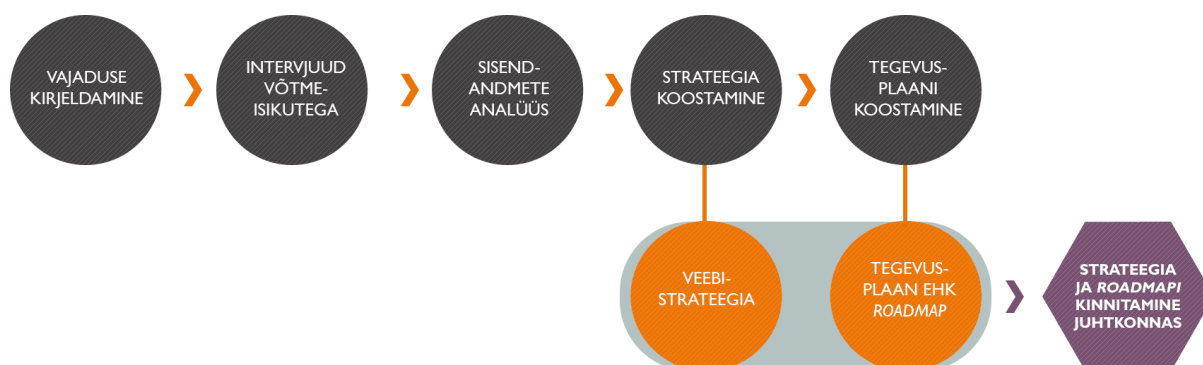 VAJADUSE
KIRJELDAMINE
INTERVJUUD
VÕTME-
ISIKUTEGA
SISEND-
ANDMETE
ANALÜÜS
STRATEEGIA
KOOSTAMINE
TEGEVUS-
PLAANI
KOOSTAMINE
VEEBI-
STRATEEGIA
TEGEVUS-
PLAAN EHK
ROADMAP
STRATEEGIA
JA ROADMAPI
KINNITAMINE
JUHTKONNAS